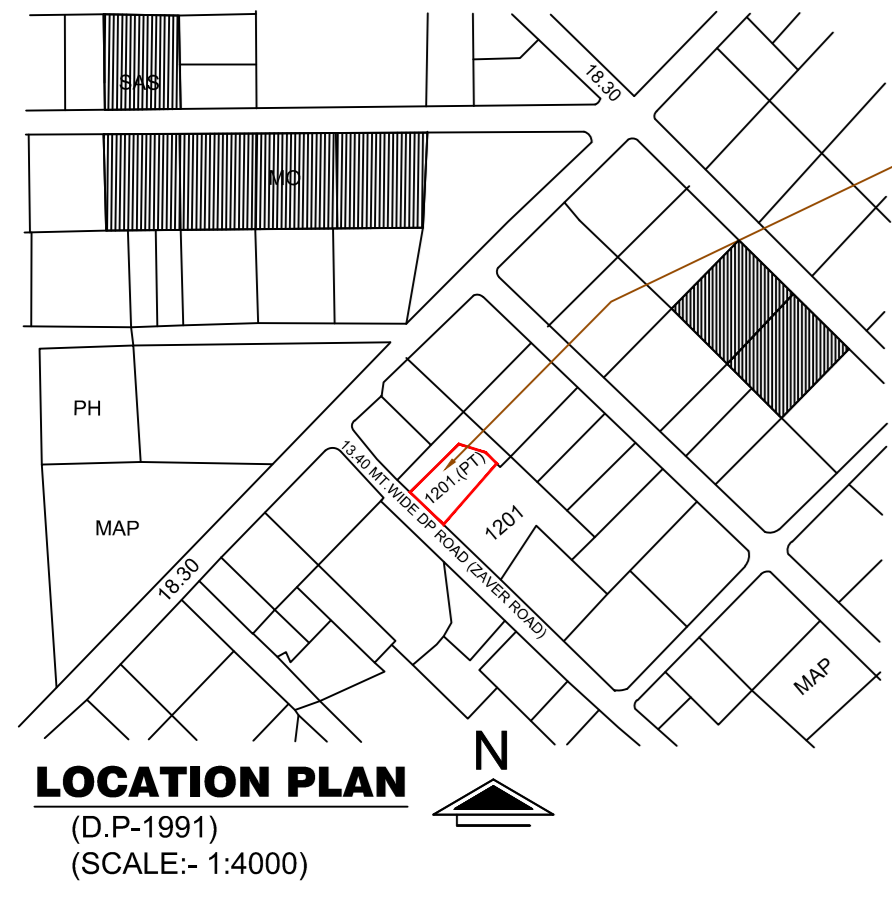 18.30
SAS
MC
PH
13.40 MT.WIDE DP ROAD (ZAVER ROAD)
1201.(PT)
1201
MAP
18.30
MAP
N
LOCATION PLAN
(D.P-1991)
(SCALE:- 1:4000)